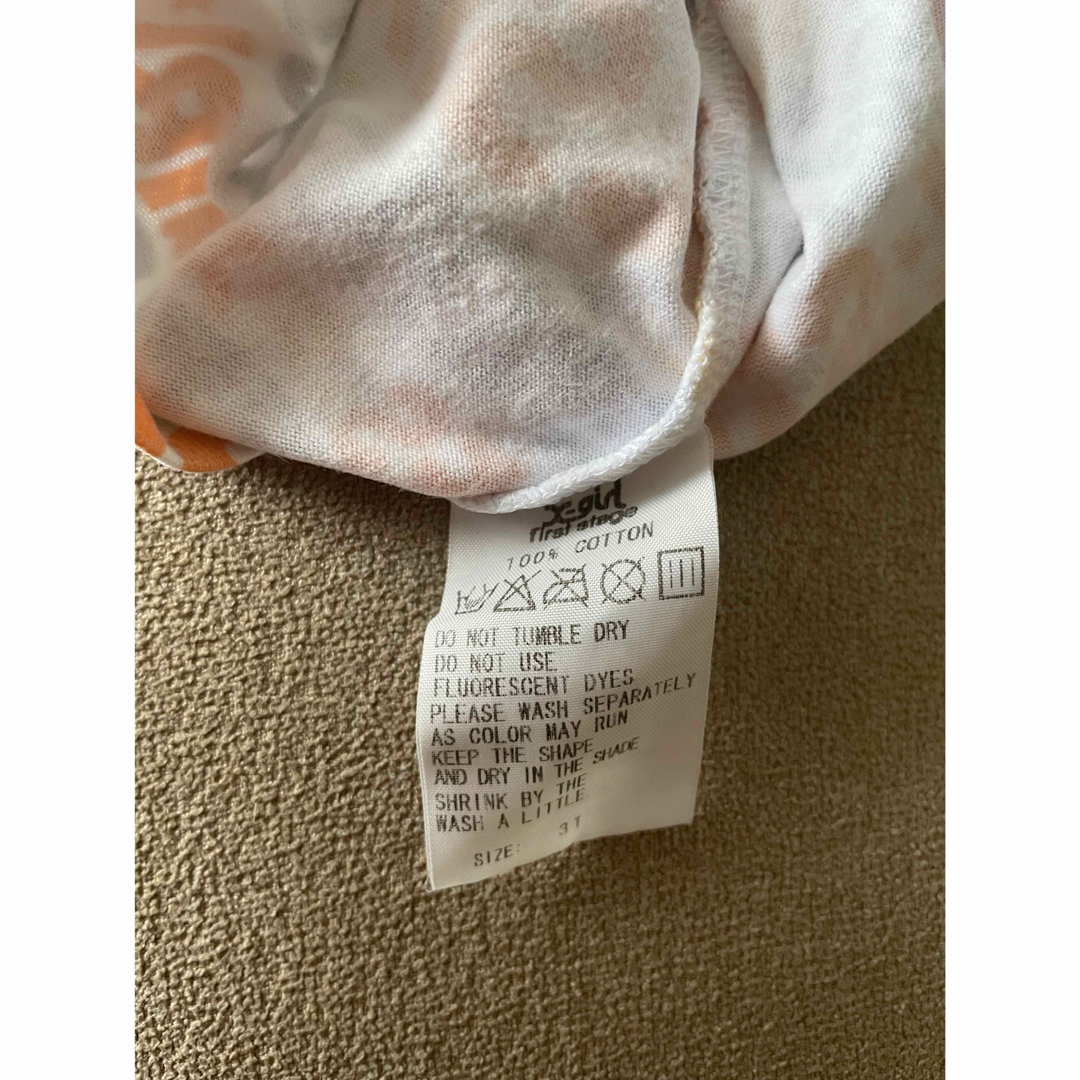 X-girl
first stage
100% COTTON
DO NOT TUMBLE DRY
DO NOT USE
FLUORESCENT DYES
PLEASE WASH SEPARATELY
AS COLOR MAY RUN
KEEP THE SHAPE
AND DRY IN THE SHADE
SHRINK BY THE
WASH A LITTLE
SIZE: 3T